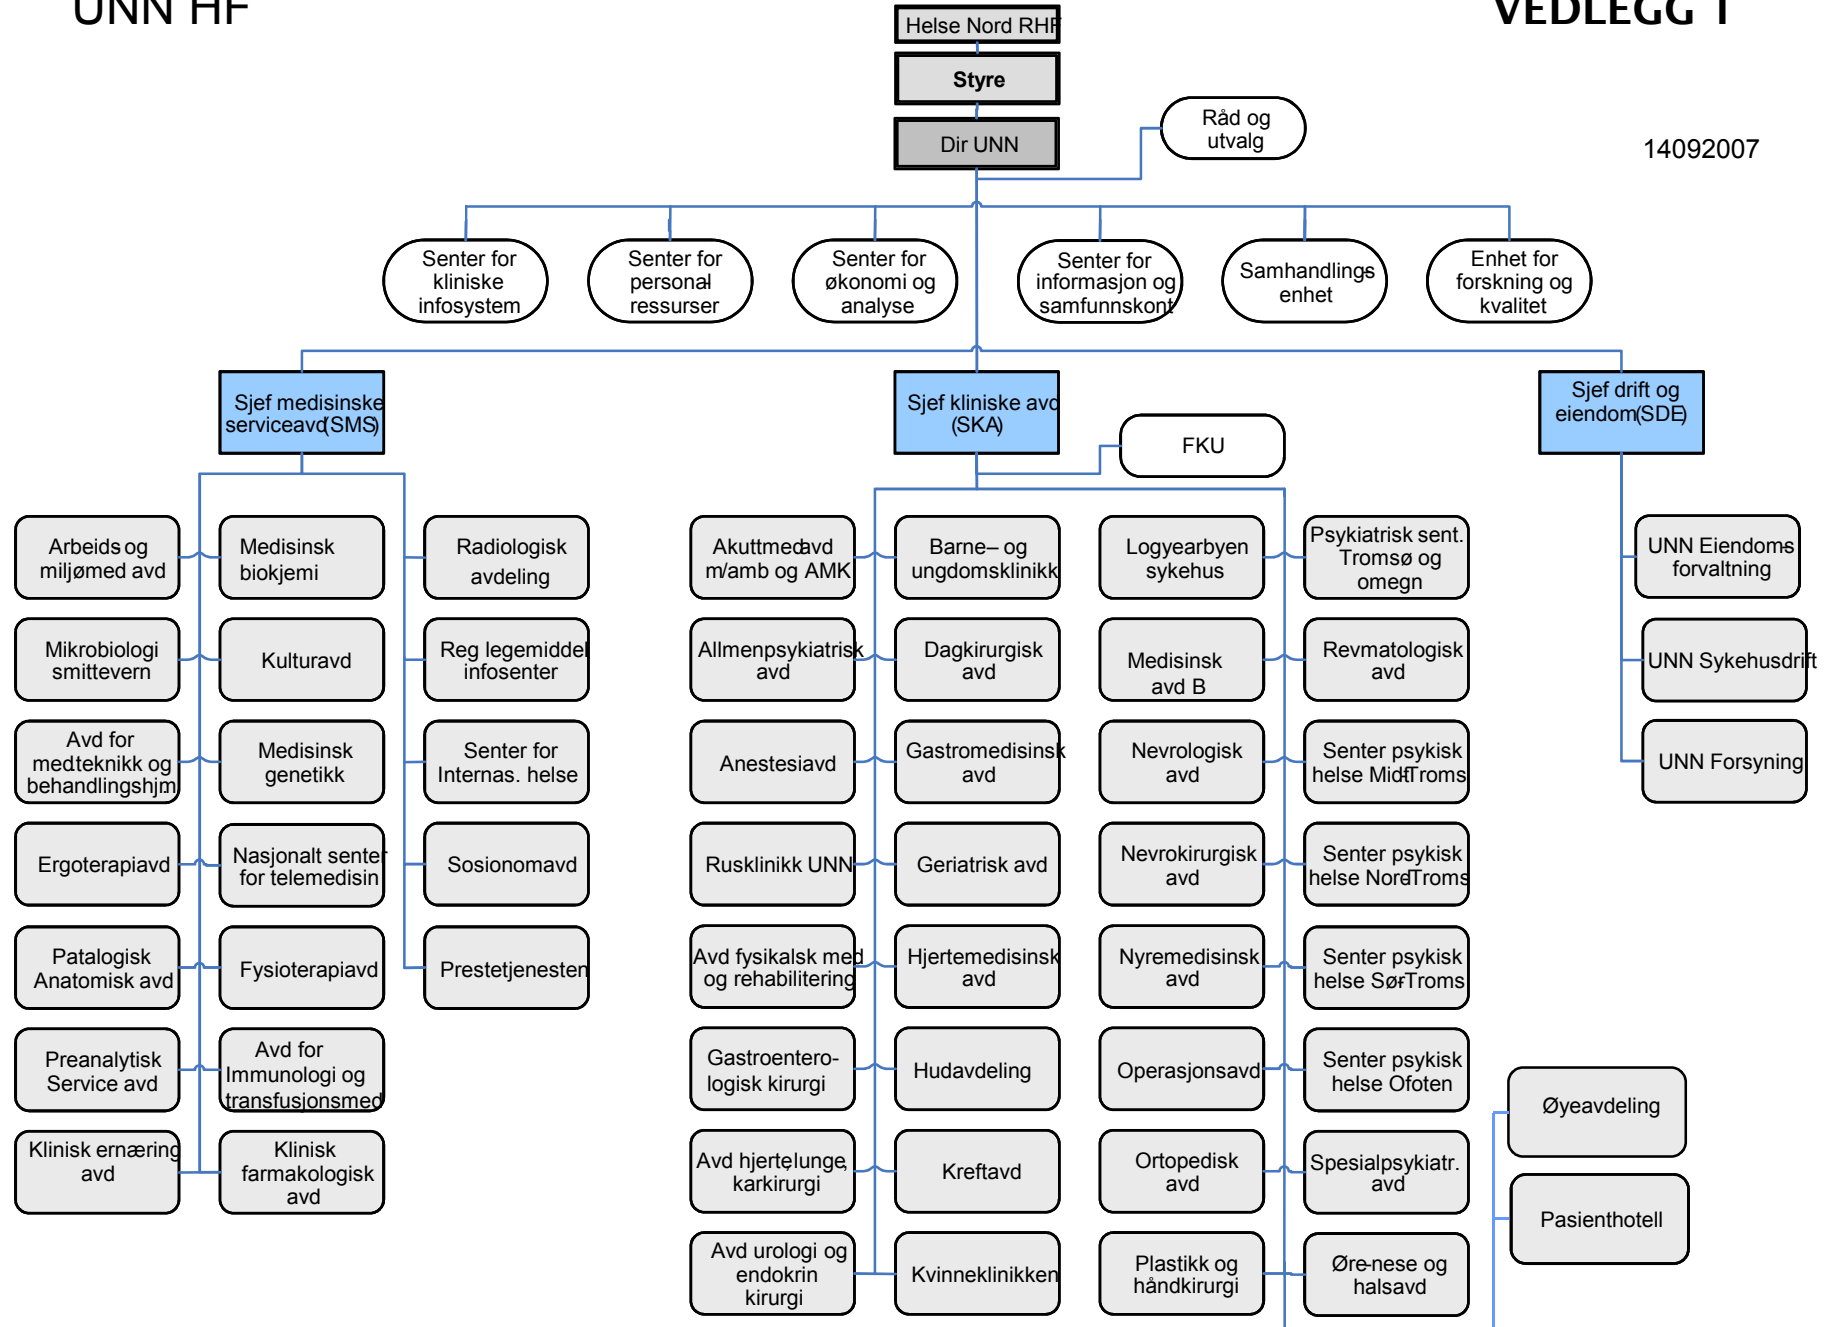 UNN HF
VEDLEGG 1
14092007
Helse Nord RHF
Styre
Dir UNN
Råd og
utvalg
Senter for
kliniske
infosystem
Senter for
personal-
ressurser
Senter for
økonomi og
analyse
Senter for
informasjon og
samfunnskont
Samhandlings-
enhet
Enhet for
forskning og
kvalitet
Sjef medisinske
serviceavd(SMS)
Sjef kliniske avd
(SKA)
Sjef drift og
eiendom(SDE)
FKU
Arbeids-og
miljømed avd
Medisinsk
biokjemi
Radiologisk
avdeling
Mikrobiologi
smittevern
Kulturavd
Reg legemiddel
infosenter
Avd for
medteknikk og
behandlingshjm
Medisinsk
genetikk
Senter for
Internas. helse
Ergoterapiavd
Nasjonalt senter
for telemedisin
Sosionomavd
Patalogisk
Anatomisk avd
Fysioterapiavd
Prestetjenesten
Preanalytisk
Service avd
Avd for
Immunologi og
transfusjonsmed
Klinisk ernæring
avd
Klinisk
farmakologisk
avd
Akuttmedavd
m/amb og AMK
Barne– og
ungdomsklinikk
Logyearbyen
sykehus
Psykiatrisk sent.
Tromsø og
omegn
Allmenpsykiatrisk
avd
Dagkirurgisk
avd
Medisinsk
avd B
Revmatologisk
avd
Anestesiavd
Gastromedisinsk
avd
Nevrologisk
avd
Senter psykisk
helse Midt-Troms
Rusklinikk UNN
Geriatrisk avd
Nevrokirurgisk
avd
Senter psykisk
helse Nord-Troms
Avd fysikalsk med
og rehabilitering
Hjertemedisinsk
avd
Nyremedisinsk
avd
Senter psykisk
helse Sør-Troms
Gastroentero-
logisk kirurgi
Hudavdeling
Operasjonsavd
Senter psykisk
helse Ofoten
Avd hjerte,lunge,
karkirurgi
Kreftavd
Ortopedisk
avd
Spesialpsykiatr.
avd
Avd urologi og
endokrin
kirurgi
Kvinneklinikken
Plastikk og
håndkirurgi
Øre-nese og
halsavd
UNN Eiendoms-
forvaltning
UNN Sykehusdrift
UNN Forsyning
Øyeavdeling
Pasienthotell